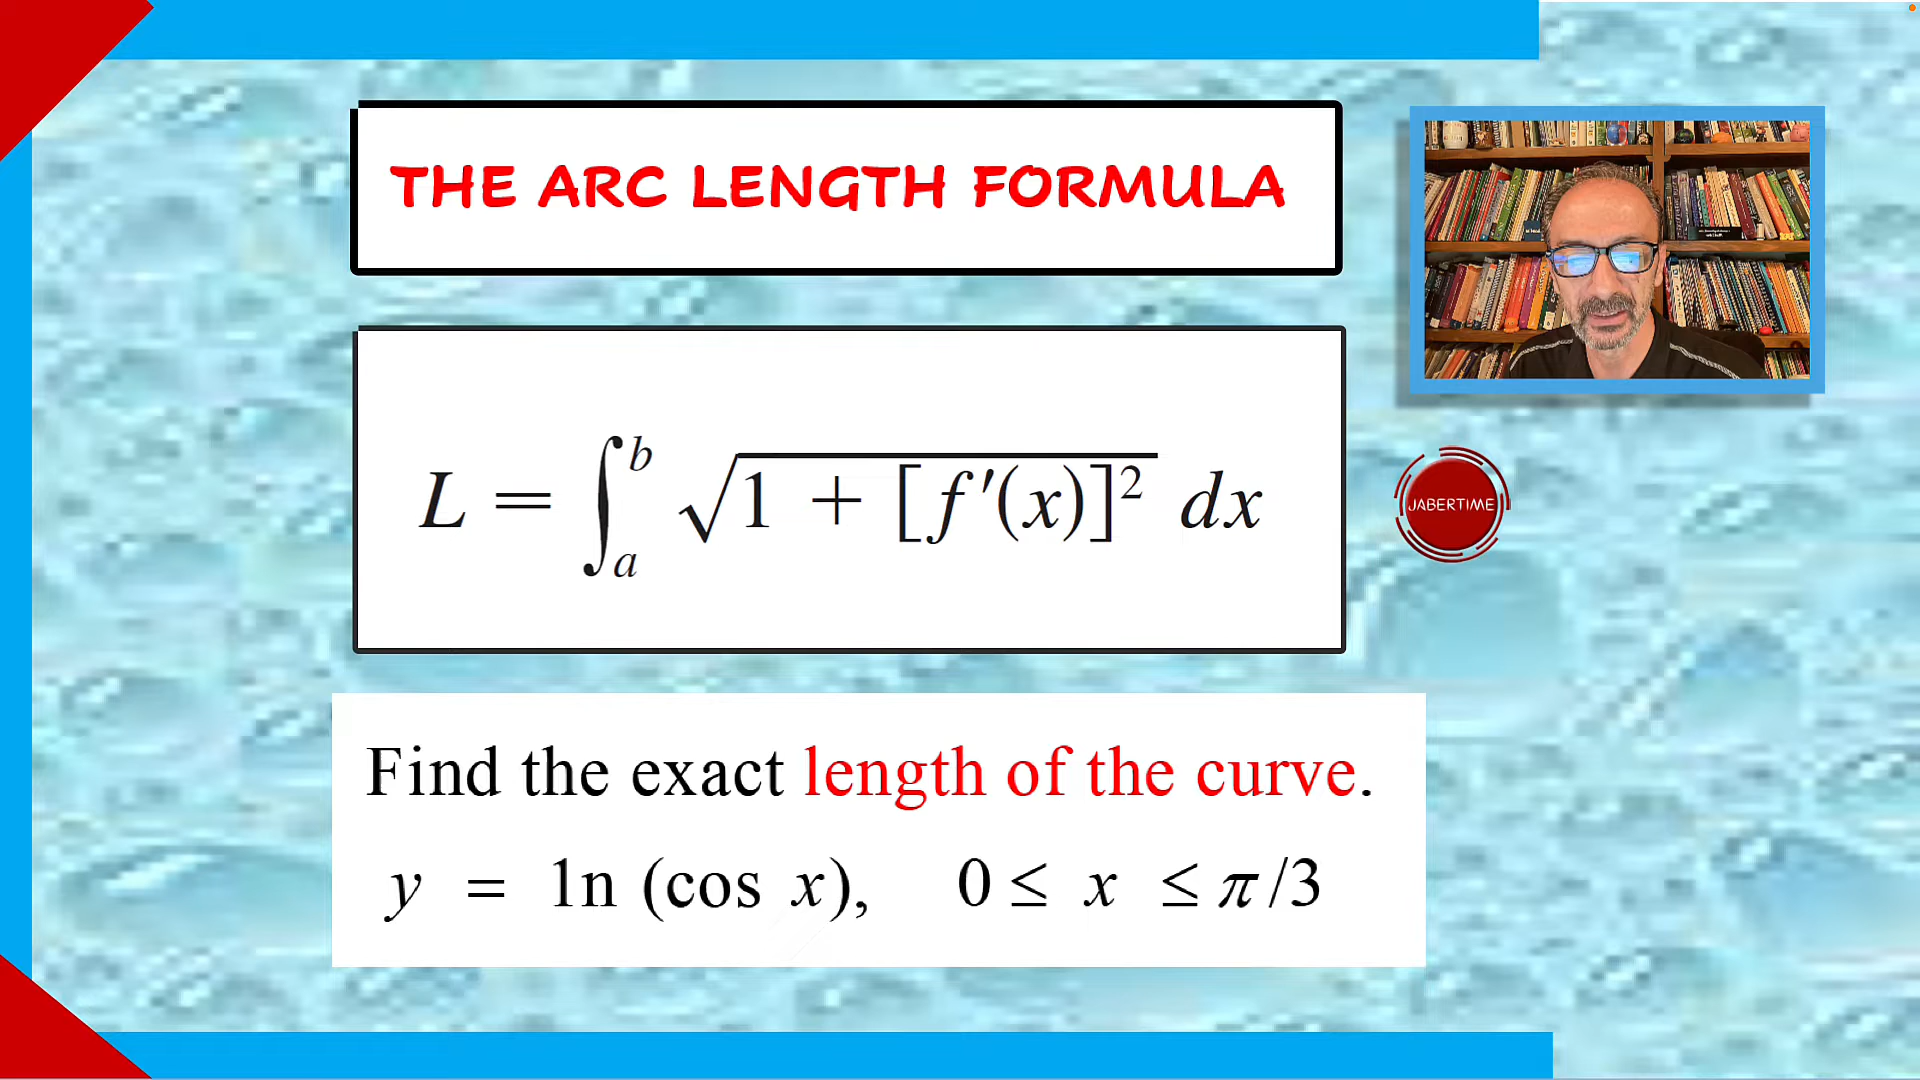 THE ARC LENGTH FORMULA
L = ∫_a^b √(1 + [f′(x)]²) dx
JABERTIME
Find the exact length of the curve.
y = ln (cos x), 0 ≤ x ≤ π/3